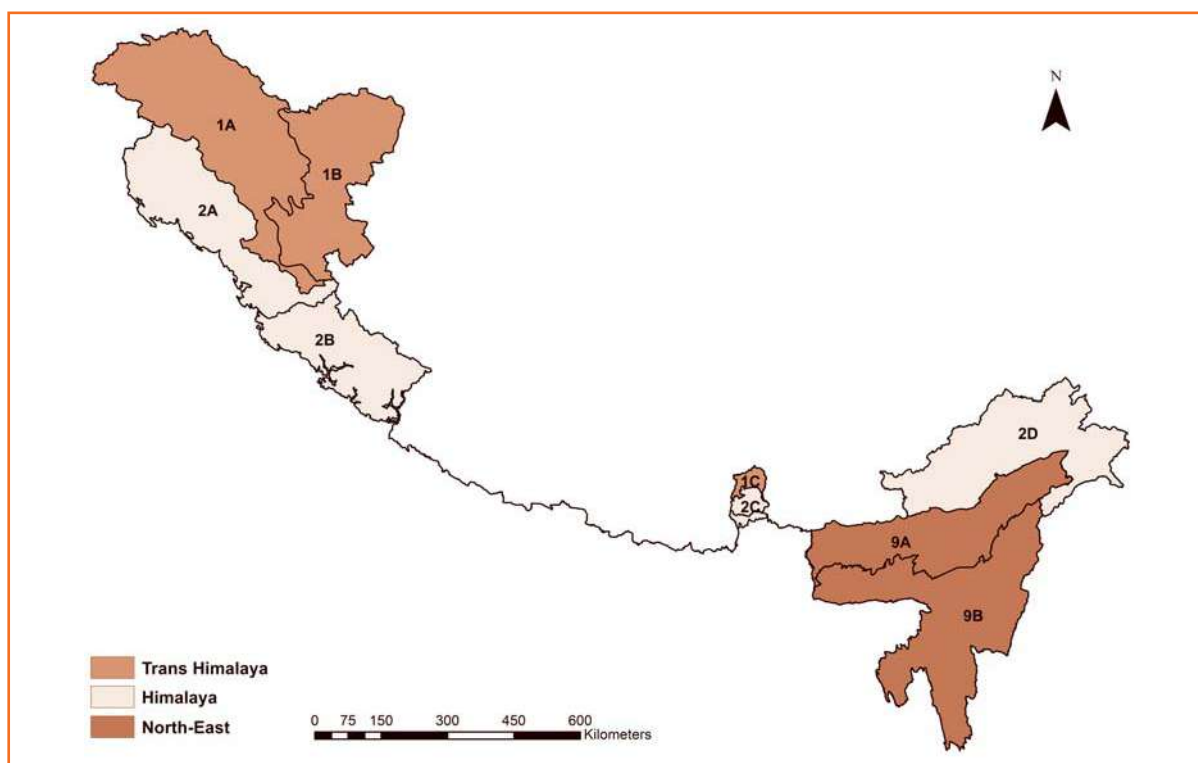 N
1A
1B
2A
2B
2D
1C
2C
9A
9B
Trans Himalaya
Himalaya
North-East
0 75 150 300 450 600
Kilometers